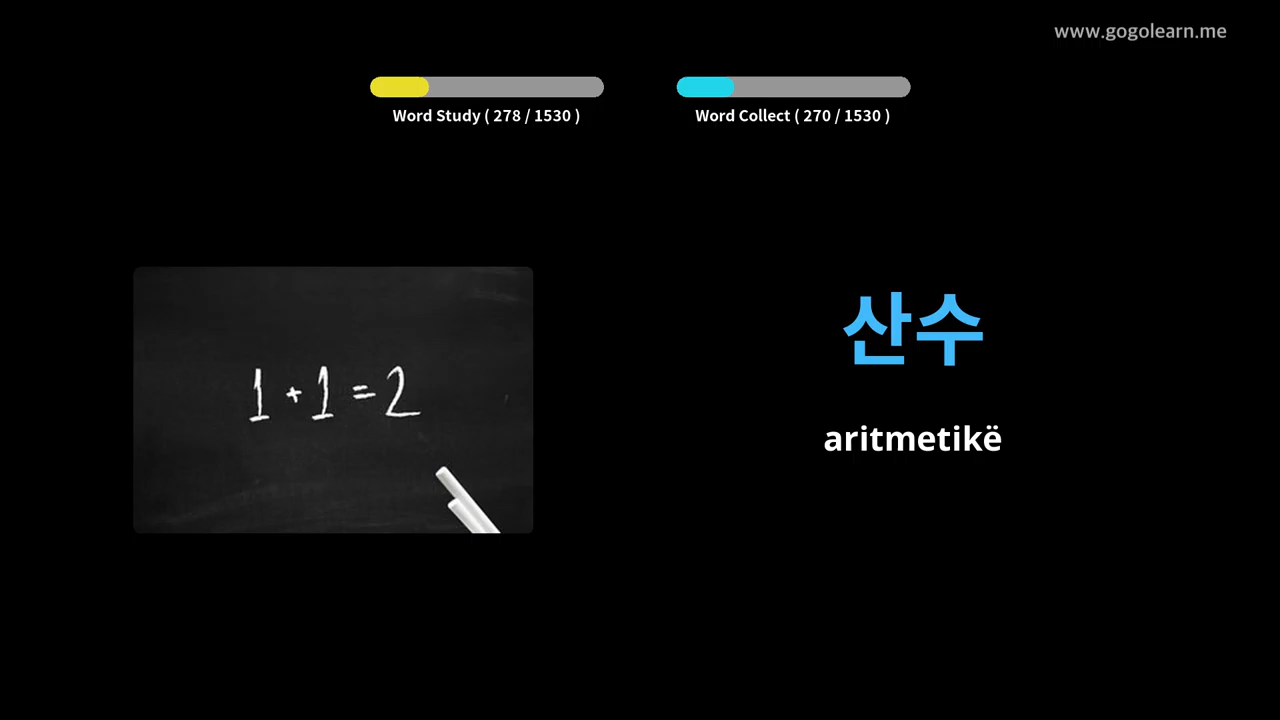 www.gogolearn.me
Word Study ( 278 / 1530 )
Word Collect ( 270 / 1530 )
1 + 1 = 2
산수
aritmetikë